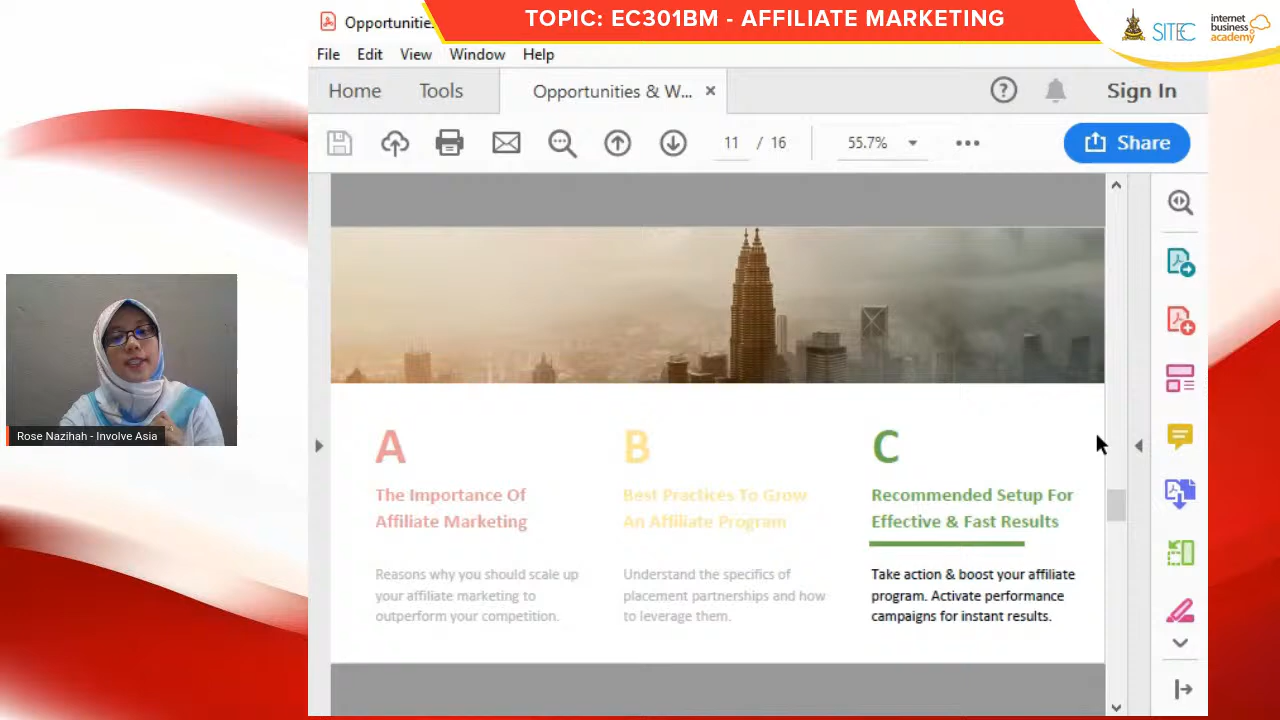 TOPIC: EC301BM - AFFILIATE MARKETING
SITEC
internet
business
academy
Opportunities
File Edit View Window Help
Home Tools Opportunities & W... × Sign In
11 / 16 55.7% Share
Rose Nazihah - Involve Asia
A
The Importance Of
Affiliate Marketing
Reasons why you should scale up
your affiliate marketing to
outperform your competition.
B
Best Practices To Grow
An Affiliate Program
Understand the specifics of
placement partnerships and how
to leverage them.
C
Recommended Setup For
Effective & Fast Results
Take action & boost your affiliate
program. Activate performance
campaigns for instant results.